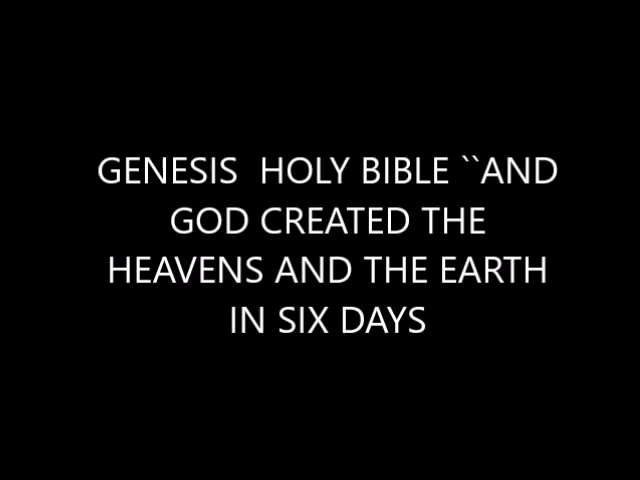 GENESIS  HOLY BIBLE ``AND
GOD CREATED THE
HEAVENS AND THE EARTH
IN SIX DAYS